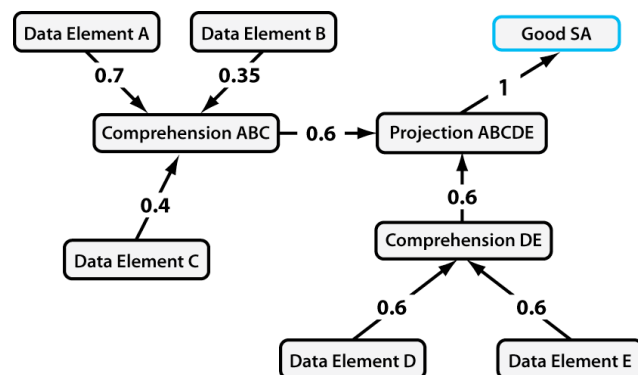 Data Element A
Data Element B
Good SA
0.7
0.35
1
Comprehension ABC
0.6
Projection ABCDE
0.4
0.6
Data Element C
Comprehension DE
0.6
0.6
Data Element D
Data Element E